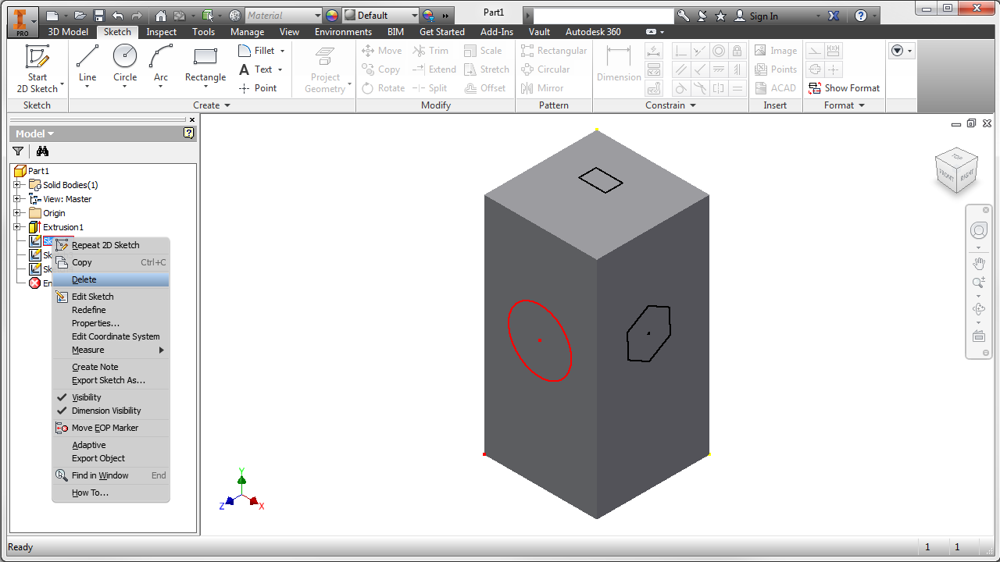 Material
Default
Part1
Sign In
PRO
3D Model Sketch Inspect Tools Manage View Environments BIM Get Started Add-Ins Vault Autodesk 360
Start
2D Sketch
Line
Circle
Arc
Rectangle
Fillet
Text
Point
Project
Geometry
Move
Copy
Rotate
Trim
Extend
Split
Scale
Stretch
Offset
Rectangular
Circular
Mirror
Dimension
Image
Points
ACAD
Show Format
Sketch
Create
Modify
Pattern
Constrain
Insert
Format
Model
Part1
Solid Bodies(1)
View: Master
Origin
Extrusion1
Sk
Sk
Sk
En
Repeat 2D Sketch
Copy Ctrl+C
Delete
Edit Sketch
Redefine
Properties...
Edit Coordinate System
Measure
Create Note
Export Sketch As...
Visibility
Dimension Visibility
Move EOP Marker
Adaptive
Export Object
Find in Window End
How To...
TOP
FRONT
RIGHT
Y
Z
X
Ready
1 1